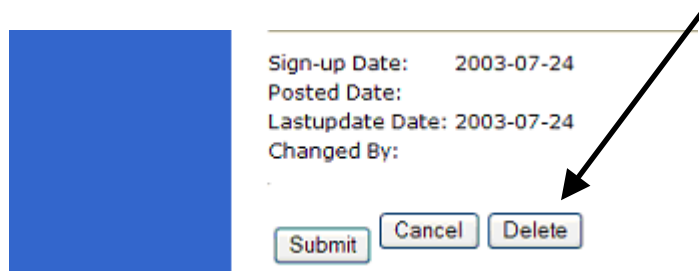 Sign-up Date: 2003-07-24
Posted Date:
Lastupdate Date: 2003-07-24
Changed By:
Submit Cancel Delete